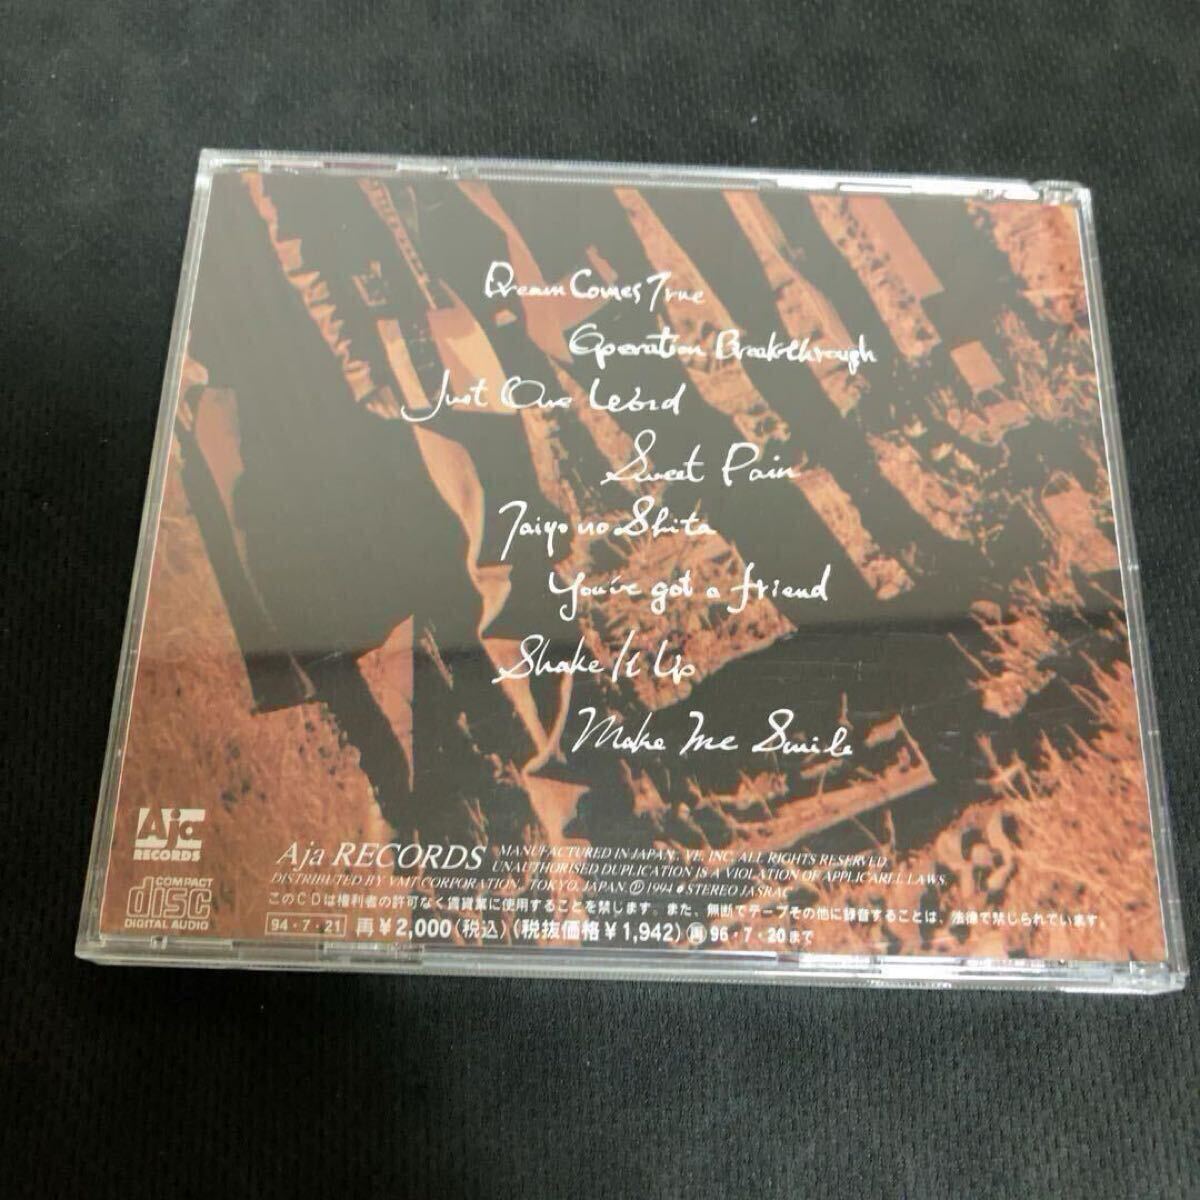 Dream Comes True
Operation Breakthrough
Just One Word
Sweet Pain
Taiyo no Shita
You've got a friend
Shake It Up
Make Me Smile
Aja
RECORDS
COMPACT
disc
DIGITAL AUDIO
Aja RECORDS MANUFACTURED IN JAPAN, VE, INC. ALL RIGHTS RESERVED.
UNAUTHORISED DUPLICATION IS A VIOLATION OF APPLICAREL LAWS.
DISTRIBUTED BY VMT CORPORATION, TOKYO, JAPAN. Ⓟ 1994 ● STEREO JASRAC
このCDは権利者の許可なく賃貸業に使用することを禁じます。また、無断でテープその他に録音することは、法律で禁じられています。
94・7・21 再¥2,000(税込)(税抜価格¥1,942)㊢96・7・20まで